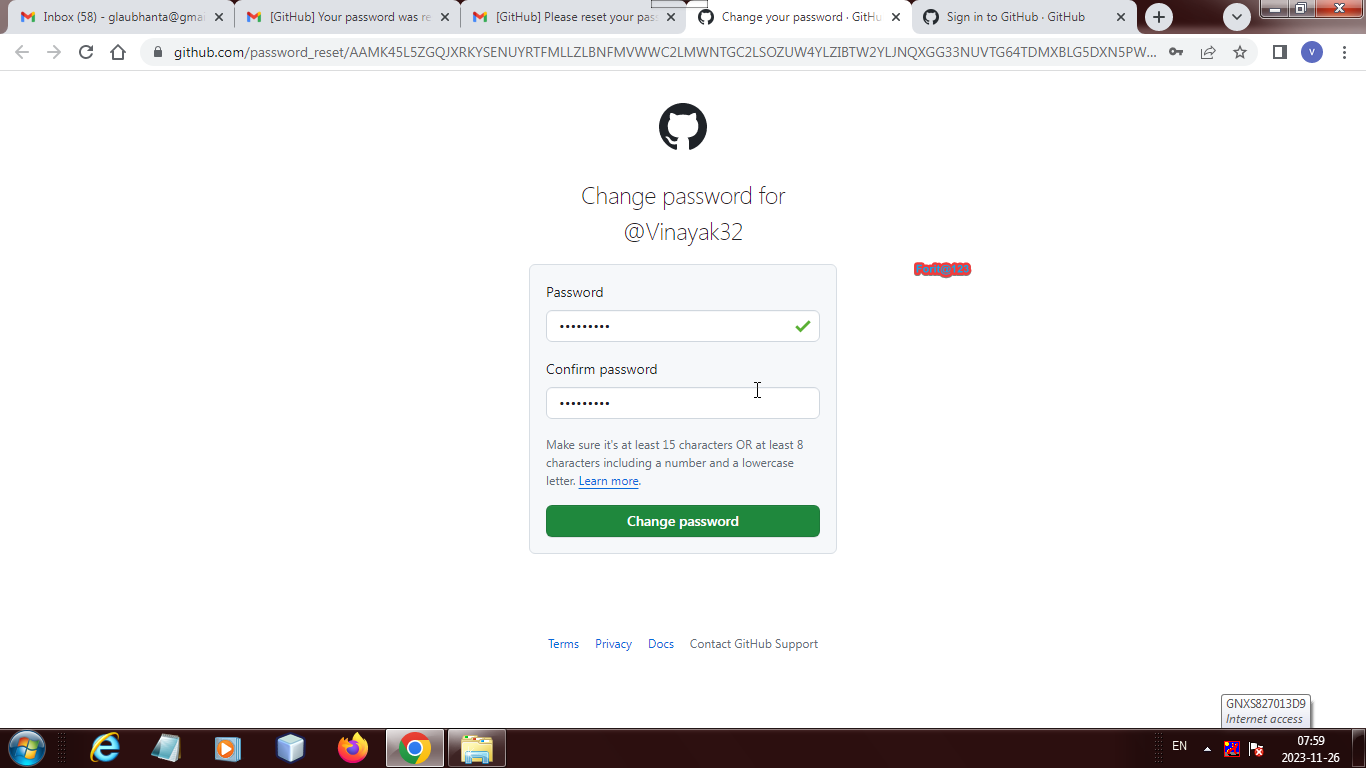 Inbox (58) - glaubhanta@gmai
[GitHub] Your password was re
[GitHub] Please reset your pass
Change your password · GitHu
Sign in to GitHub · GitHub
github.com/password_reset/AAMK45L5ZGQJXRKYSENUYRTFMLLZLBNFMVWWC2LMWNTGC2LSOZUW4YLZIBTW2YLJNQXGG33NUVTG64TDMXBLG5DXN5PW...
V
Change password for
@Vinayak32
Password
•••••••••
Confirm password
•••••••••
Make sure it's at least 15 characters OR at least 8
characters including a number and a lowercase
letter. Learn more.
Change password
Terms Privacy Docs Contact GitHub Support
GNXS827013D9
Internet access
EN
07:59
2023-11-26